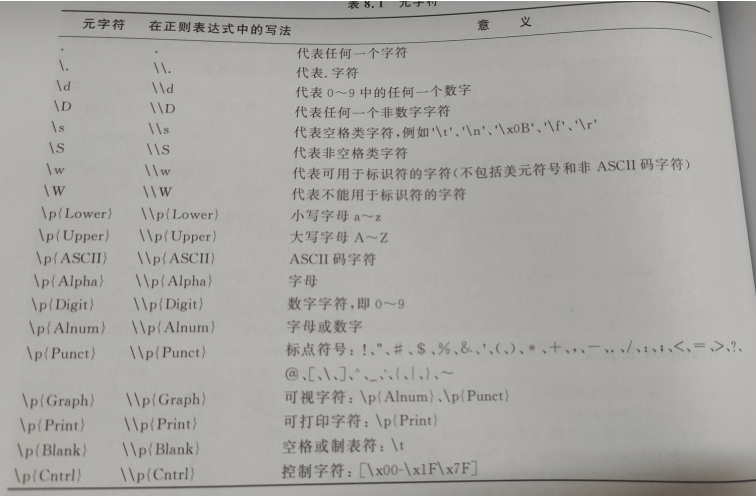 表 8.1 元字符
元字符 在正则表达式中的写法 意 义
. . 代表任何一个字符
\. \\. 代表.字符
\d \\d 代表 0~9 中的任何一个数字
\D \\D 代表任何一个非数字字符
\s \\s 代表空格类字符,例如'\t'、'\n'、'\x0B'、'\f'、'\r'
\S \\S 代表非空格类字符
\w \\w 代表可用于标识符的字符(不包括美元符号和非 ASCII 码字符)
\W \\W 代表不能用于标识符的字符
\p{Lower} \\p{Lower} 小写字母 a~z
\p{Upper} \\p{Upper} 大写字母 A~Z
\p{ASCII} \\p{ASCII} ASCII 码字符
\p{Alpha} \\p{Alpha} 字母
\p{Digit} \\p{Digit} 数字字符,即 0~9
\p{Alnum} \\p{Alnum} 字母或数字
\p{Punct} \\p{Punct} 标点符号:!、"、#、$、%、&、'、(、)、*、+、,、-、.、/、:、;、<、=、>、?、
@、[、\、]、^、_、`、{、|、}、~
\p{Graph} \\p{Graph} 可视字符:\p{Alnum}、\p{Punct}
\p{Print} \\p{Print} 可打印字符:\p{Print}
\p{Blank} \\p{Blank} 空格或制表符:\t
\p{Cntrl} \\p{Cntrl} 控制字符:[\x00-\x1F\x7F]